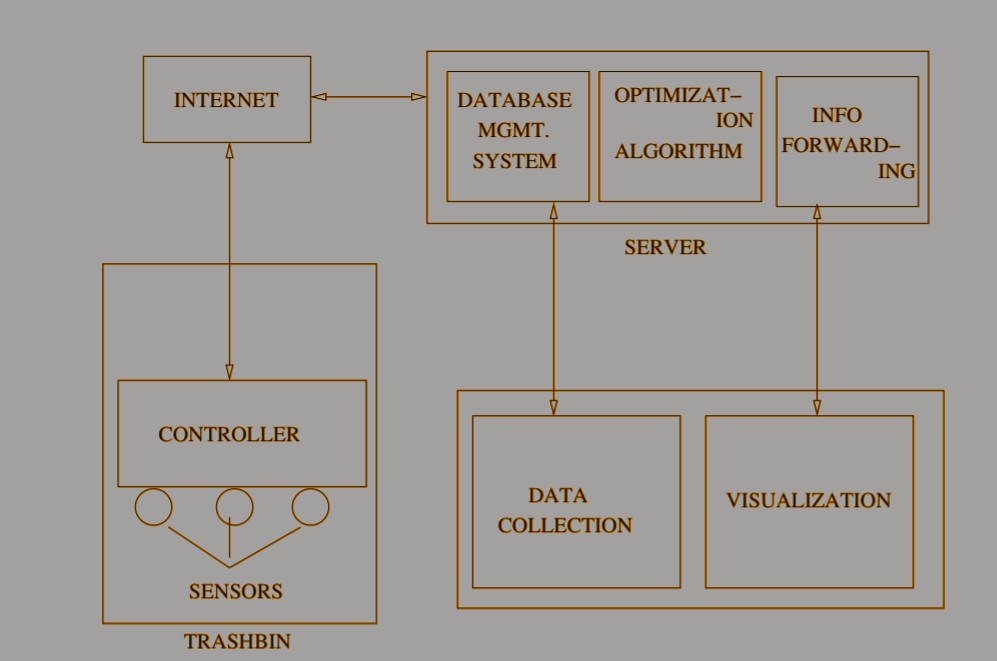 INTERNET
DATABASE
MGMT.
SYSTEM
OPTIMIZAT–
ION
ALGORITHM
INFO
FORWARD–
ING
SERVER
CONTROLLER
SENSORS
TRASHBIN
DATA
COLLECTION
VISUALIZATION